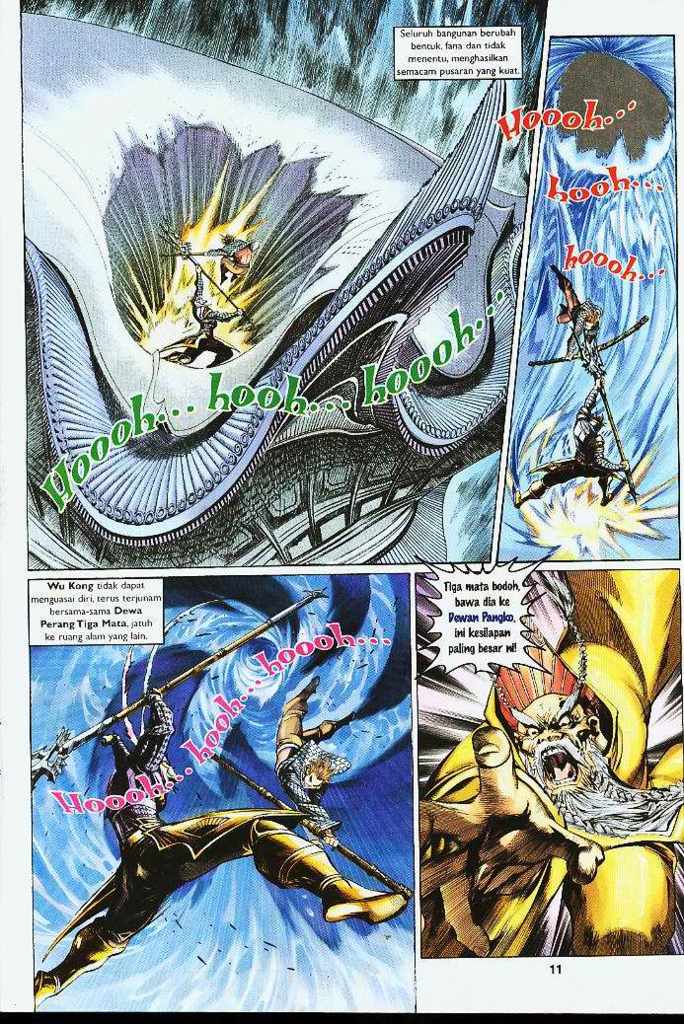 Seluruh bangunan berubah
bentuk, fana dan tidak
menentu, menghasilkan
semacam pusaran yang kuat.
Hoooh... hooh... hoooh...
Hoooh...
hooh...
hoooh...
Wu Kong tidak dapat
menguasai diri, terus terjunam
bersama-sama Dewa
Perang Tiga Mata, jatuh
ke ruang alam yang lain.
Hoooh... hooh... hoooh...
Tiga mata bodoh,
bawa dia ke
Dewan Pangko,
ini kesilapan
paling besar ni!
11